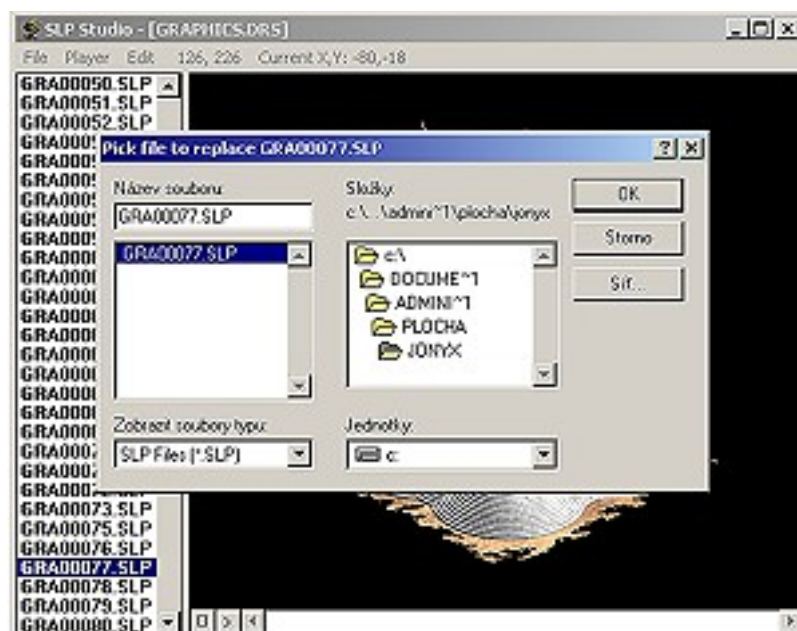 SLP Studio - [GRAPHICS.DRS]
File Player Edit 126, 226 Current X,Y: -80,-18
GRA00050.SLP
GRA00051.SLP
GRA00052.SLP
Pick file to replace GRA00077.SLP
Název souboru:
GRA00077.SLP
GRA00077.SLP
Zobrazit soubory typu:
SLP Files (*.SLP)
Složky:
c:\...\admini~1\plocha\jonyx
c:\
DOCUME~1
ADMINI~1
PLOCHA
JONYX
Jednotky:
c:
OK
Storno
Síť...
GRA00073.SLP
GRA00075.SLP
GRA00076.SLP
GRA00077.SLP
GRA00078.SLP
GRA00079.SLP
GRA00080.SLP